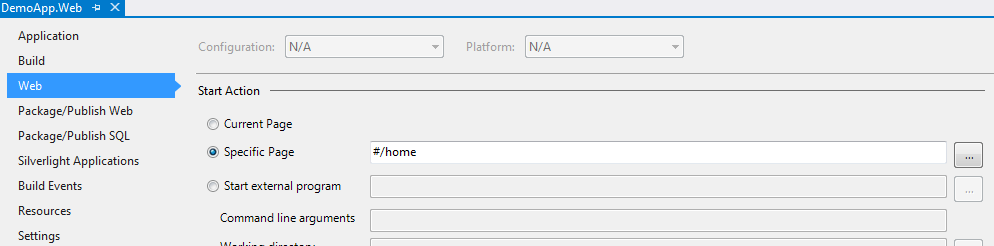 DemoApp.Web
Application
Build
Web
Package/Publish Web
Package/Publish SQL
Silverlight Applications
Build Events
Resources
Settings
Configuration: N/A Platform: N/A
Start Action
Current Page
Specific Page #/home ...
Start external program ...
Command line arguments
Working directory